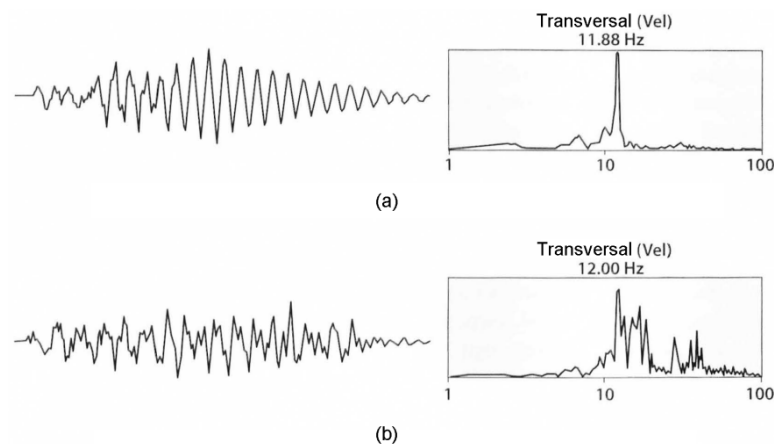 Transversal (Vel)
11.88 Hz
1 10 100
(a)
Transversal (Vel)
12.00 Hz
1 10 100
(b)